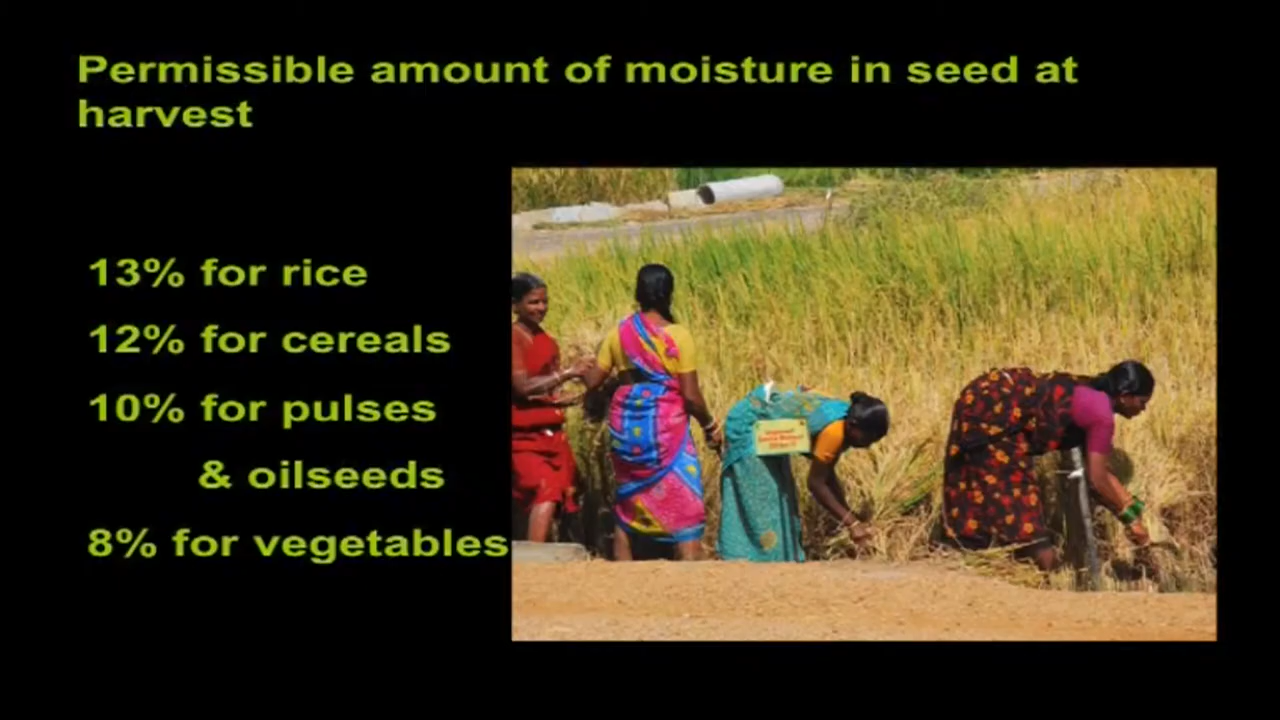 Permissible amount of moisture in seed at
harvest
13% for rice
12% for cereals
10% for pulses
& oilseeds
8% for vegetables